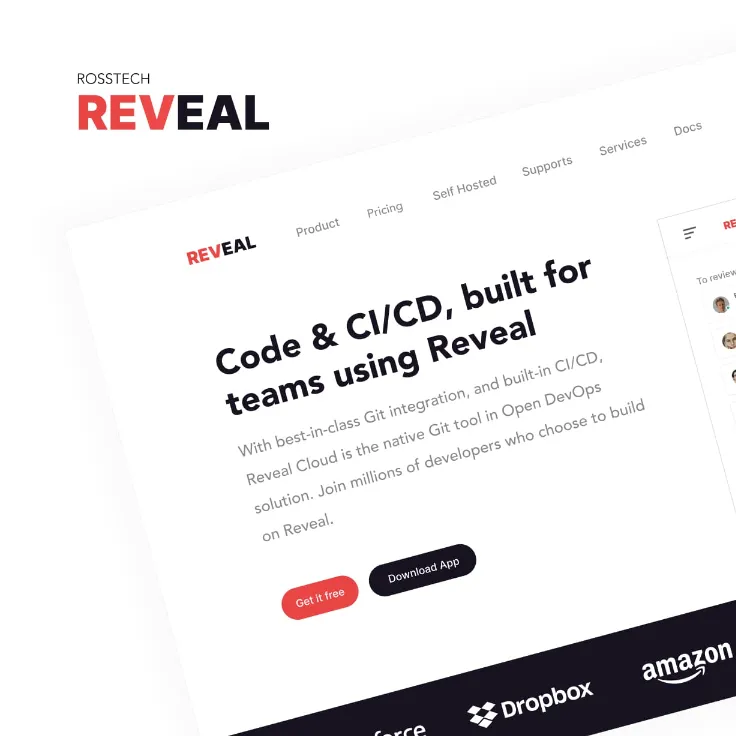 ROSSTECH
REVEAL
REVEAL
Product
Pricing
Self Hosted
Supports
Services
Docs
Code & CI/CD, built for
teams using Reveal
With best-in-class Git integration, and built-in CI/CD,
Reveal Cloud is the native Git tool in Open DevOps
solution. Join millions of developers who choose to build
on Reveal.
Get it free
Download App
To review
Dropbox
amazon